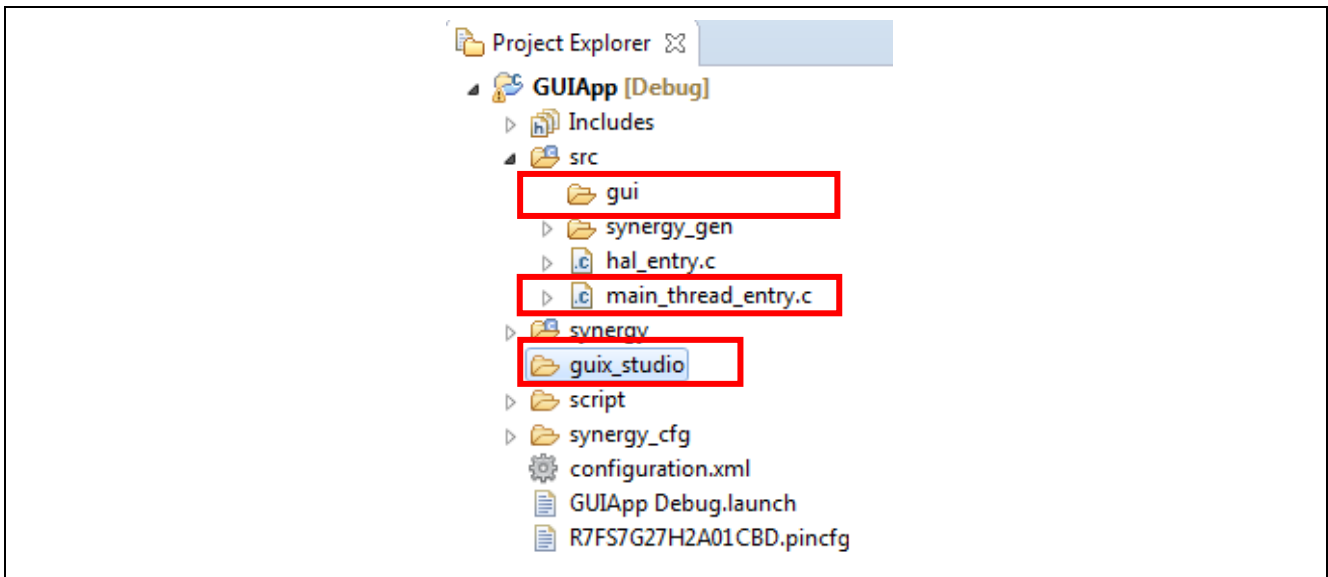 Project Explorer
GUIApp [Debug]
Includes
src
gui
synergy_gen
hal_entry.c
main_thread_entry.c
synergy
guix_studio
script
synergy_cfg
configuration.xml
GUIApp Debug.launch
R7FS7G27H2A01CBD.pincfg